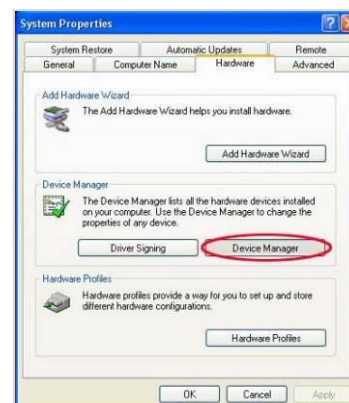 System Properties
System Restore Automatic Updates Remote
General Computer Name Hardware Advanced
Add Hardware Wizard
The Add Hardware Wizard helps you install hardware.
Add Hardware Wizard
Device Manager
The Device Manager lists all the hardware devices installed
on your computer. Use the Device Manager to change the
properties of any device.
Driver Signing Device Manager
Hardware Profiles
Hardware profiles provide a way for you to set up and store
different hardware configurations.
Hardware Profiles
OK Cancel Apply